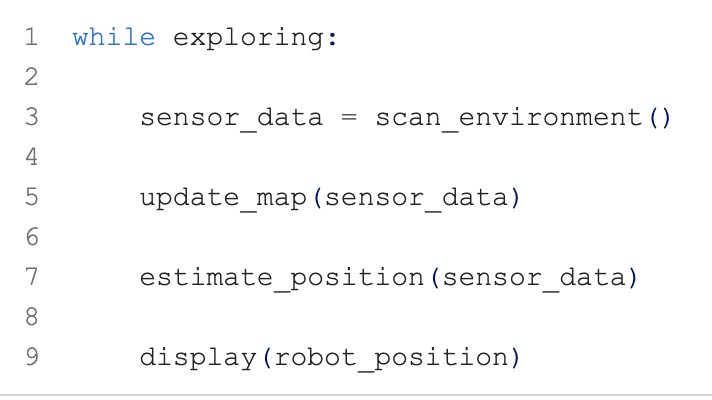 1 while exploring:
2
3     sensor_data = scan_environment()
4
5     update_map(sensor_data)
6
7     estimate_position(sensor_data)
8
9     display(robot_position)